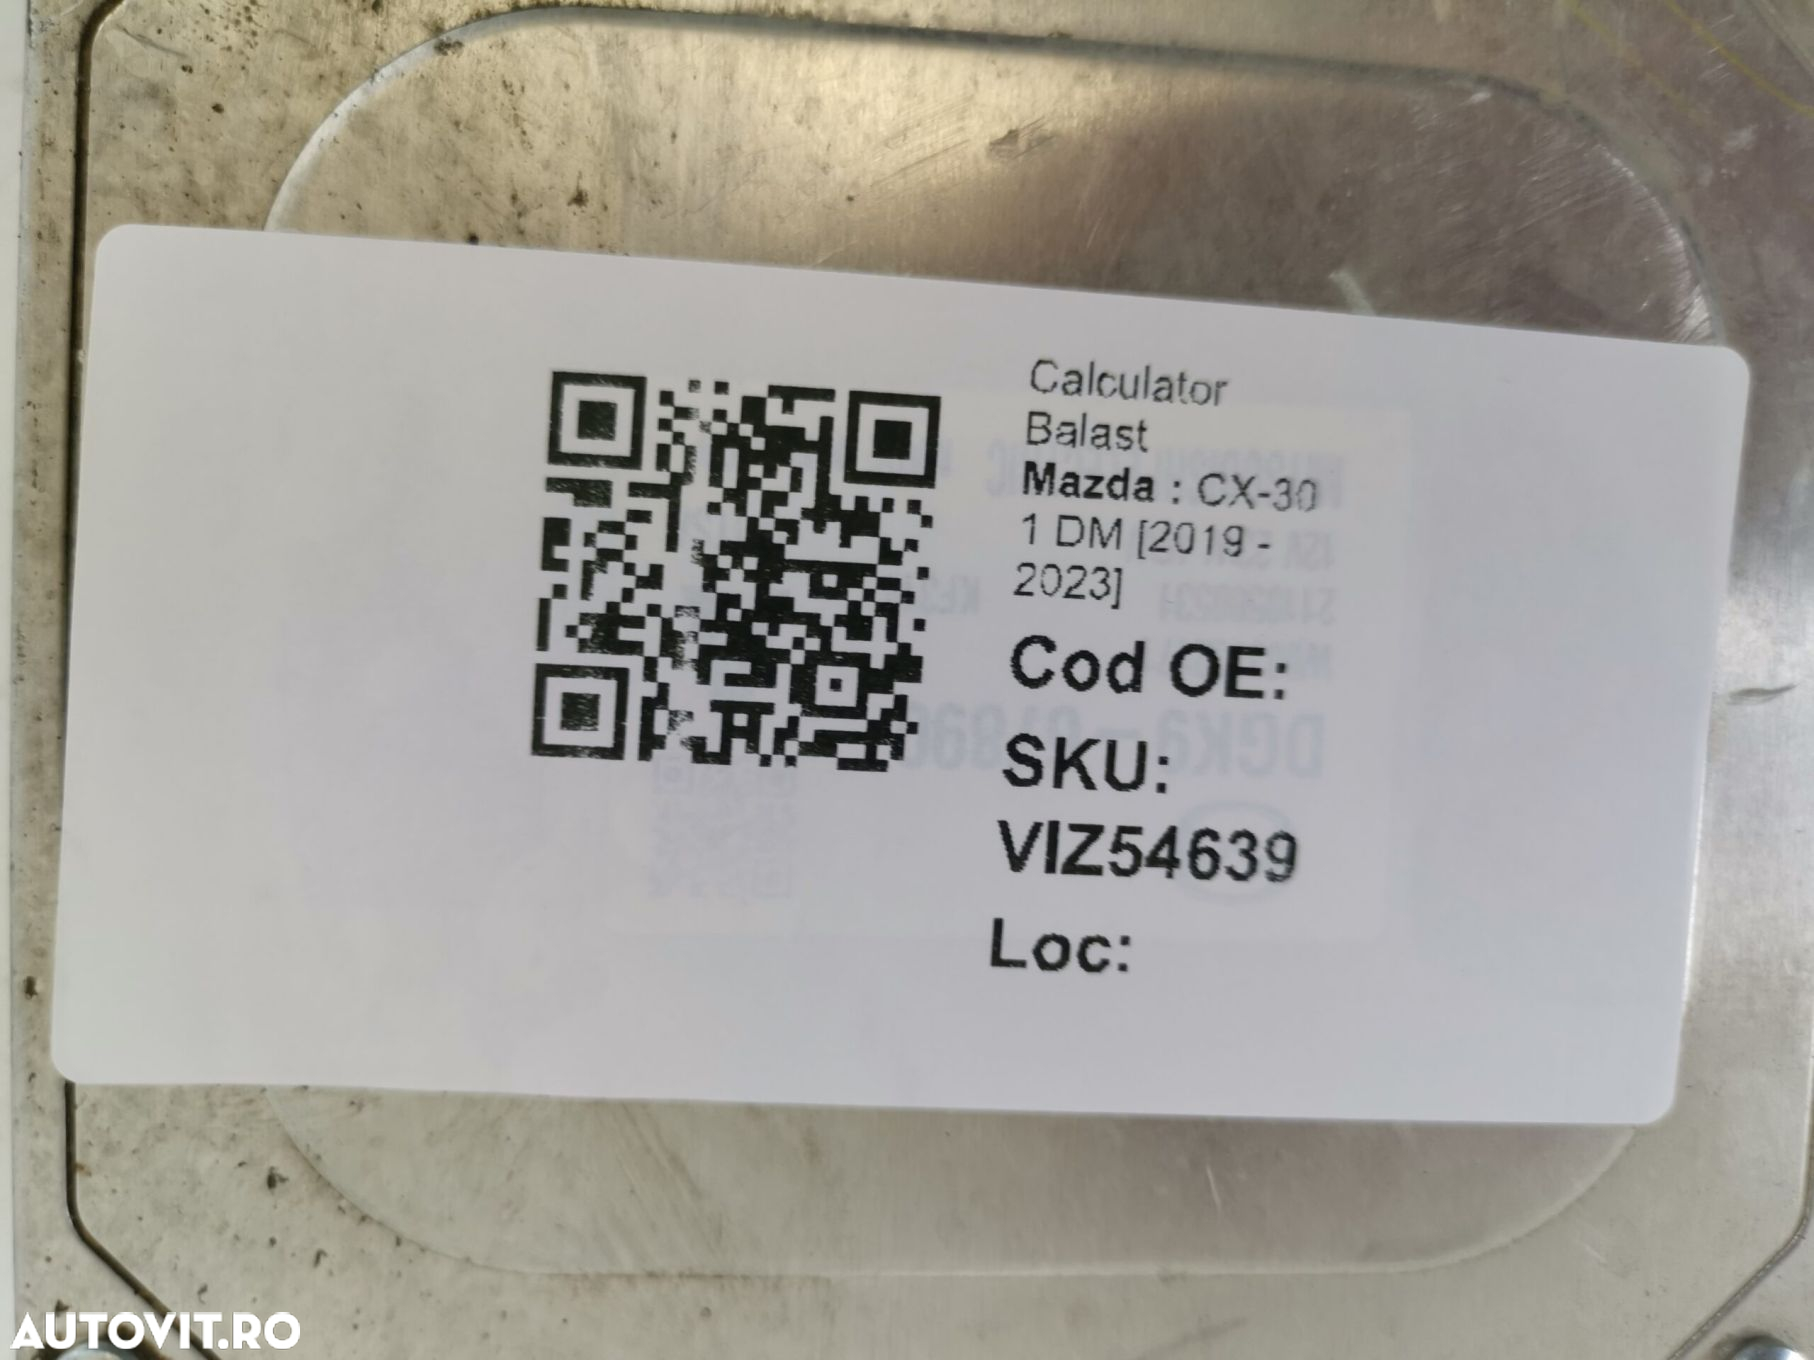 Calculator
Balast
Mazda : CX-30
1 DM [2019 -
2023]
Cod OE:
SKU:
VIZ54639
Loc:
AUTOVIT.RO